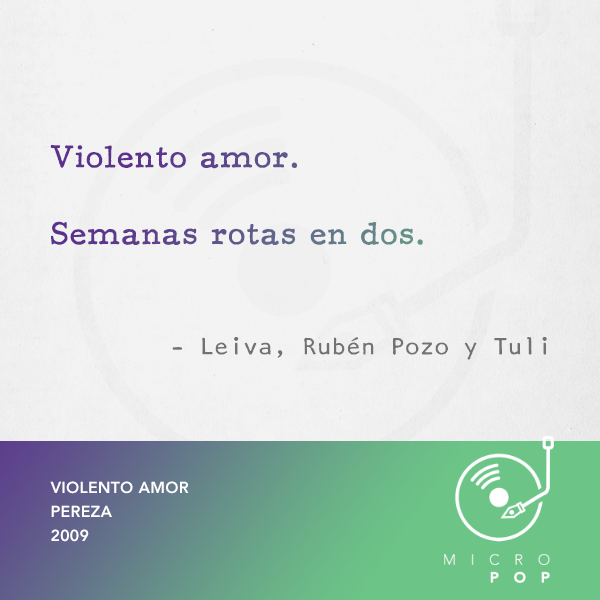 Violento amor.
Semanas rotas en dos.
- Leiva, Rubén Pozo y Tuli
VIOLENTO AMOR
PEREZA
2009
MICRO
POP